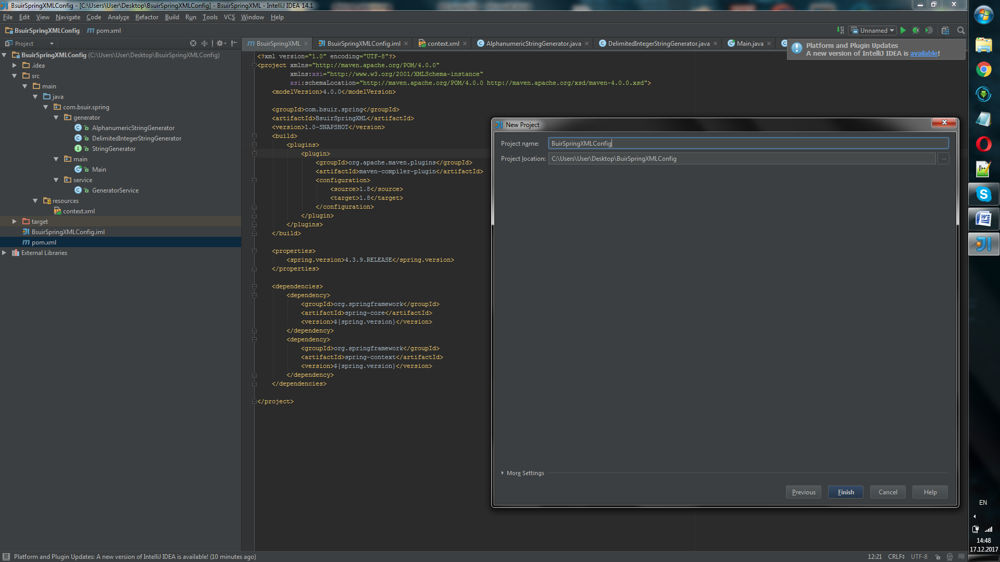 BsuirSpringXMLConfig - [C:\Users\User\Desktop\BsuirSpringXMLConfig] - BsuirSpringXML - IntelliJ IDEA 14.1
File Edit View Navigate Code Analyze Refactor Build Run Tools VCS Window Help
BsuirSpringXMLConfig pom.xml
Unnamed
Project
BsuirSpringXML BsuirSpringXMLConfig.iml context.xml AlphanumericStringGenerator.java DelimitedIntegerStringGenerator.java Main.java
Platform and Plugin Updates
A new version of IntelliJ IDEA is available!
BsuirSpringXMLConfig (C:\Users\User\Desktop\BsuirSpringXMLConfig)
.idea
src
main
java
com.bsuir.spring
generator
AlphanumericStringGenerator
DelimitedIntegerStringGenerator
StringGenerator
main
Main
service
GeneratorService
resources
context.xml
target
BsuirSpringXMLConfig.iml
pom.xml
External Libraries
<?xml version="1.0" encoding="UTF-8"?>
<project xmlns="http://maven.apache.org/POM/4.0.0"
xmlns:xsi="http://www.w3.org/2001/XMLSchema-instance"
xsi:schemaLocation="http://maven.apache.org/POM/4.0.0 http://maven.apache.org/xsd/maven-4.0.0.xsd">
<modelVersion>4.0.0</modelVersion>
<groupId>com.bsuir.spring</groupId>
<artifactId>BsuirSpringXML</artifactId>
<version>1.0-SNAPSHOT</version>
<build>
<plugins>
<plugin>
<groupId>org.apache.maven.plugins</groupId>
<artifactId>maven-compiler-plugin</artifactId>
<configuration>
<source>1.8</source>
<target>1.8</target>
</configuration>
</plugin>
</plugins>
</build>
<properties>
<spring.version>4.3.9.RELEASE</spring.version>
</properties>
<dependencies>
<dependency>
<groupId>org.springframework</groupId>
<artifactId>spring-core</artifactId>
<version>${spring.version}</version>
</dependency>
<dependency>
<groupId>org.springframework</groupId>
<artifactId>spring-context</artifactId>
<version>${spring.version}</version>
</dependency>
</dependencies>
</project>
New Project
Project name: BuirSpringXMLConfig
Project location: C:\Users\User\Desktop\BuirSpringXMLConfig ...
More Settings
Previous Finish Cancel Help
EN
14:48
17.12.2017
Platform and Plugin Updates: A new version of IntelliJ IDEA is available! (10 minutes ago)
12:21 CRLF UTF-8